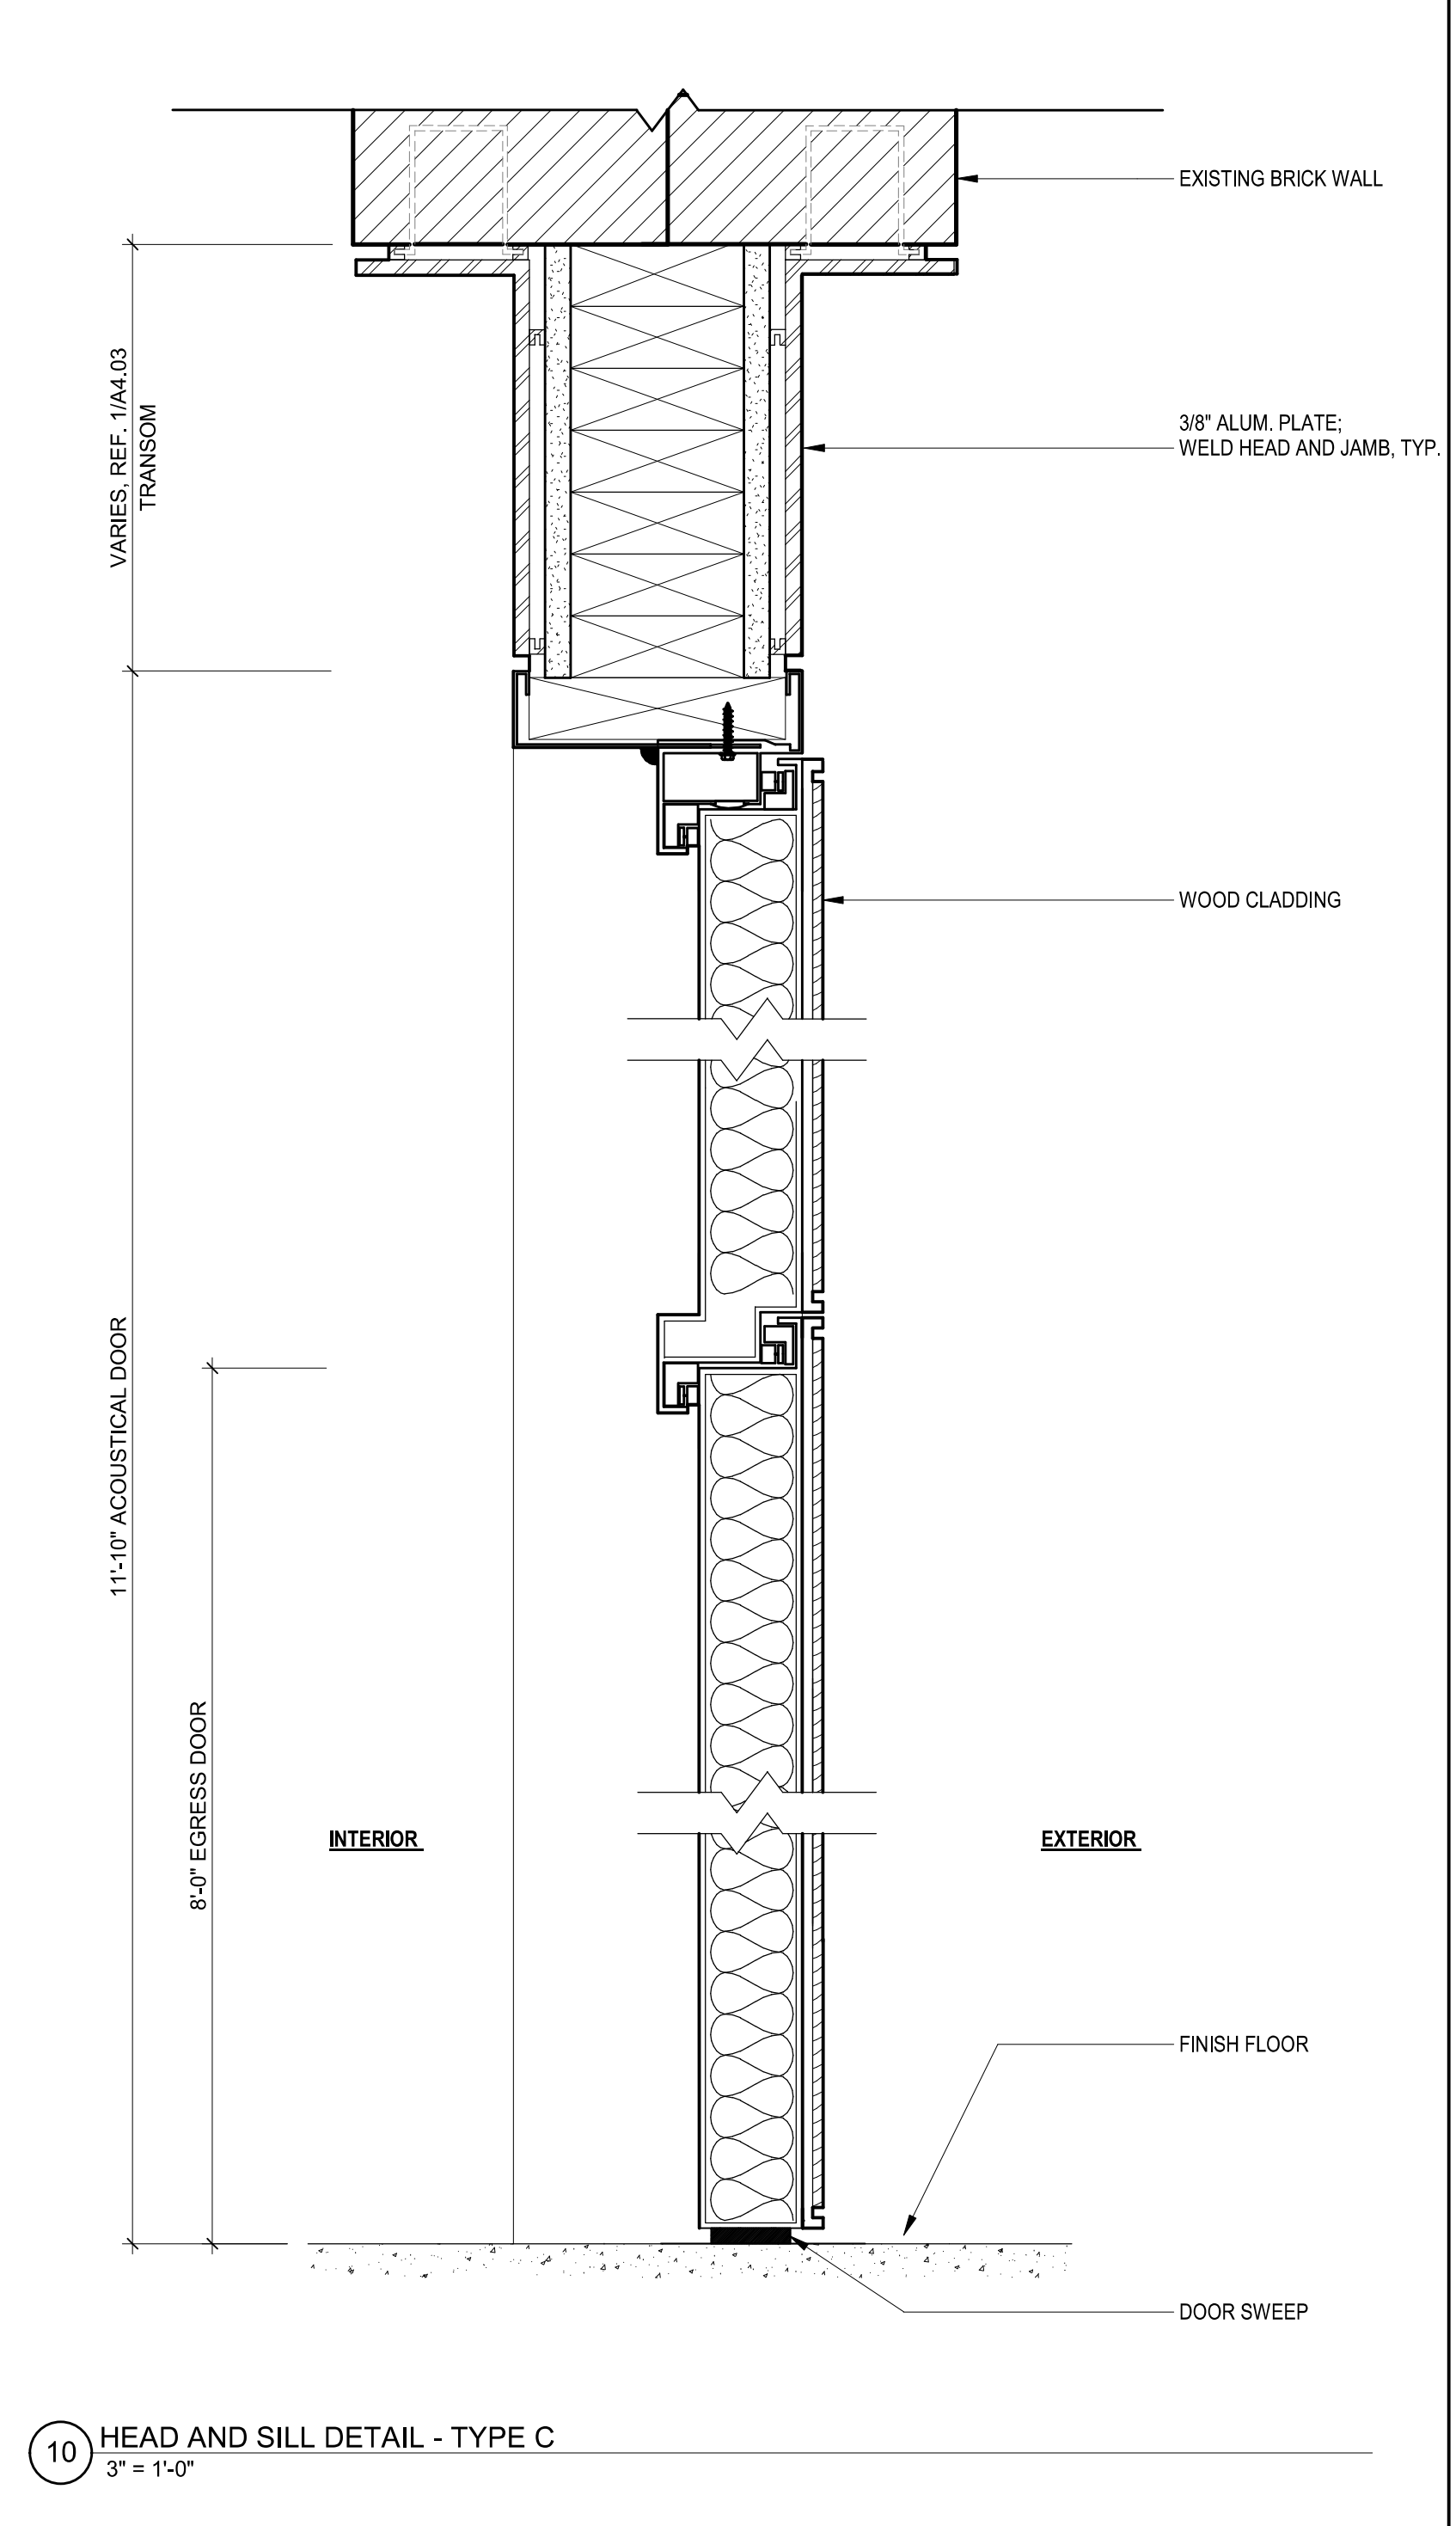 EXISTING BRICK WALL
VARIES, REF. 1/A4.03
TRANSOM
3/8" ALUM. PLATE;
WELD HEAD AND JAMB, TYP.
WOOD CLADDING
11'-10" ACOUSTICAL DOOR
8'-0" EGRESS DOOR
INTERIOR
EXTERIOR
FINISH FLOOR
DOOR SWEEP
10
HEAD AND SILL DETAIL - TYPE C
3" = 1'-0"